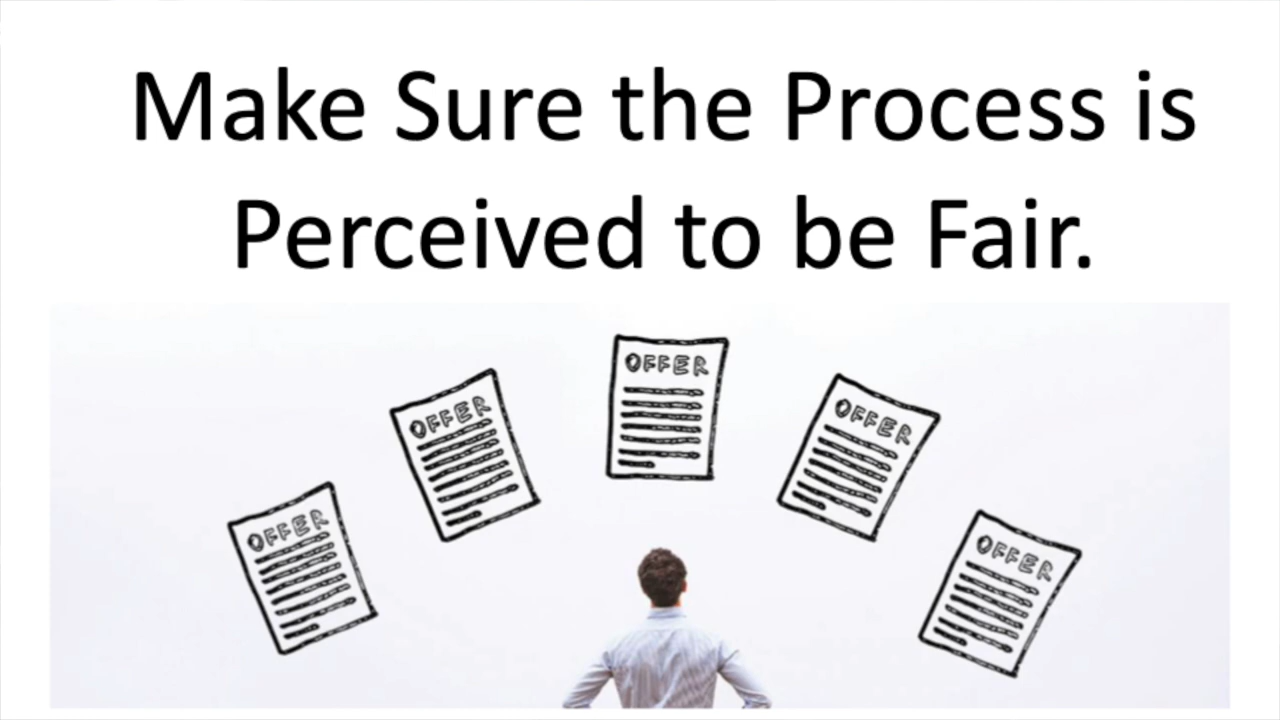 Make Sure the Process is
Perceived to be Fair.
OFFER
OFFER
OFFER
OFFER
OFFER